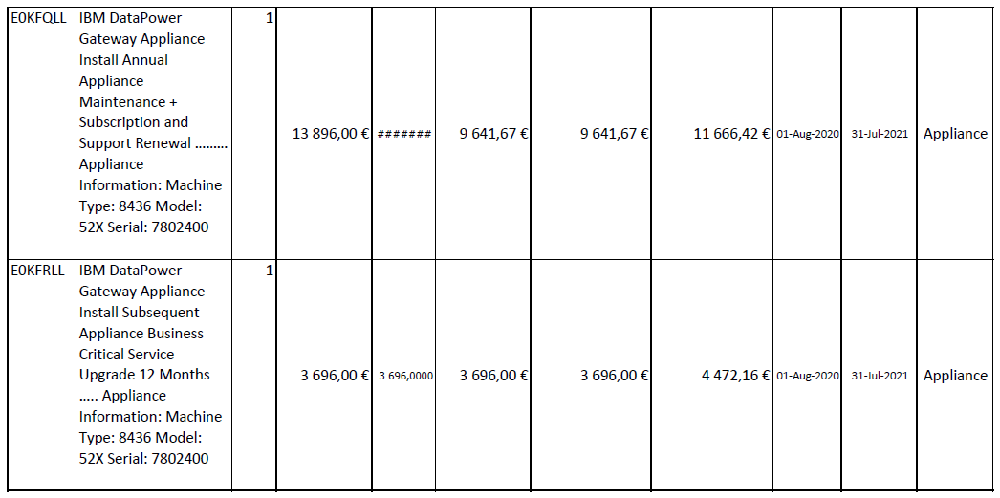 E0KFQLL
IBM DataPower
Gateway Appliance
Install Annual
Appliance
Maintenance +
Subscription and
Support Renewal .........
Appliance
Information: Machine
Type: 8436 Model:
52X Serial: 7802400
1
13 896,00 €
#######
9 641,67 €
9 641,67 €
11 666,42 €
01-Aug-2020
31-Jul-2021
Appliance
E0KFRLL
IBM DataPower
Gateway Appliance
Install Subsequent
Appliance Business
Critical Service
Upgrade 12 Months
..... Appliance
Information: Machine
Type: 8436 Model:
52X Serial: 7802400
1
3 696,00 €
3 696,0000
3 696,00 €
3 696,00 €
4 472,16 €
01-Aug-2020
31-Jul-2021
Appliance